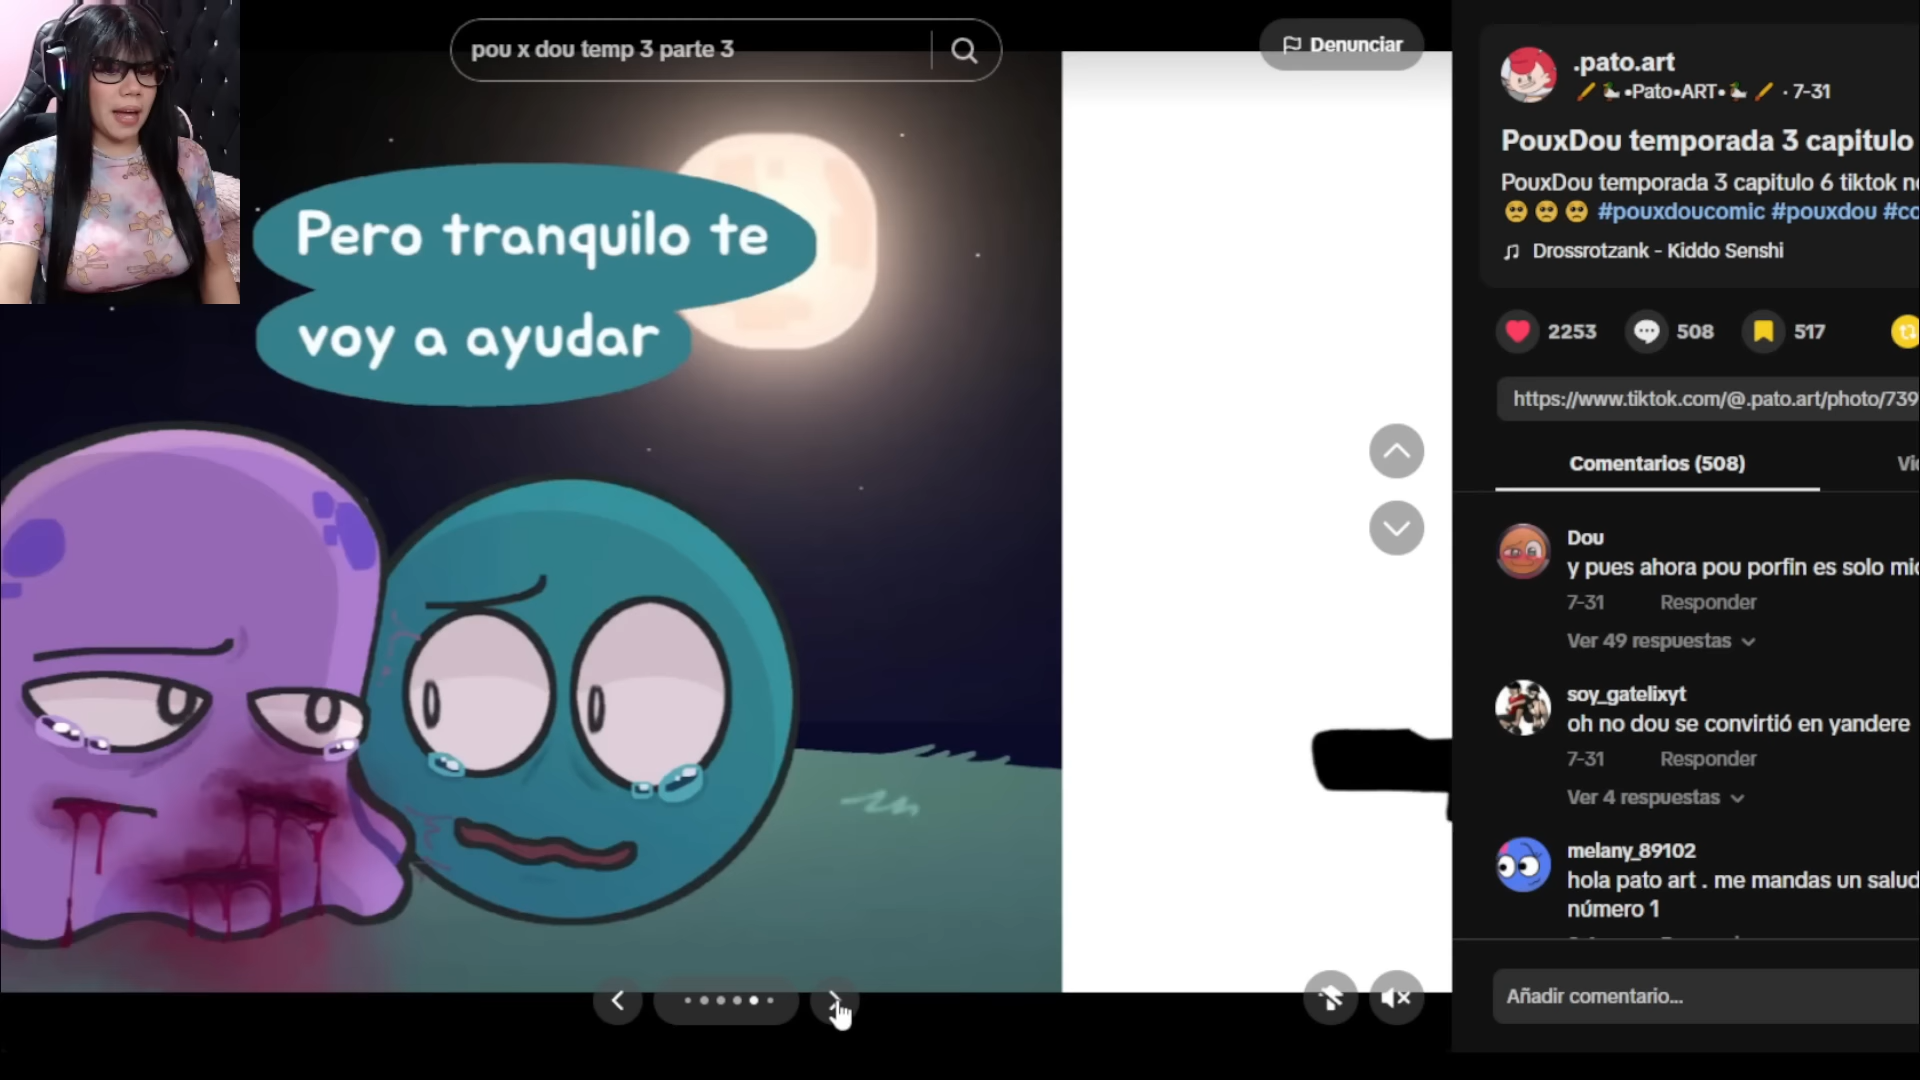 pou x dou temp 3 parte 3
Denunciar
Pero tranquilo te
voy a ayudar
.pato.art
•Pato•ART• · 7-31
PouxDou temporada 3 capitulo
PouxDou temporada 3 capitulo 6 tiktok
#pouxdoucomic #pouxdou
Drossrotzank - Kiddo Senshi
2253
508
517
https://www.tiktok.com/@.pato.art/photo/739
Comentarios (508)
Dou
y pues ahora pou porfin es solo
7-31 Responder
Ver 49 respuestas
soy_gatelixyt
oh no dou se convirtió en yandere
7-31 Responder
Ver 4 respuestas
melany_89102
hola pato art . me mandas un salud
número 1
Añadir comentario...